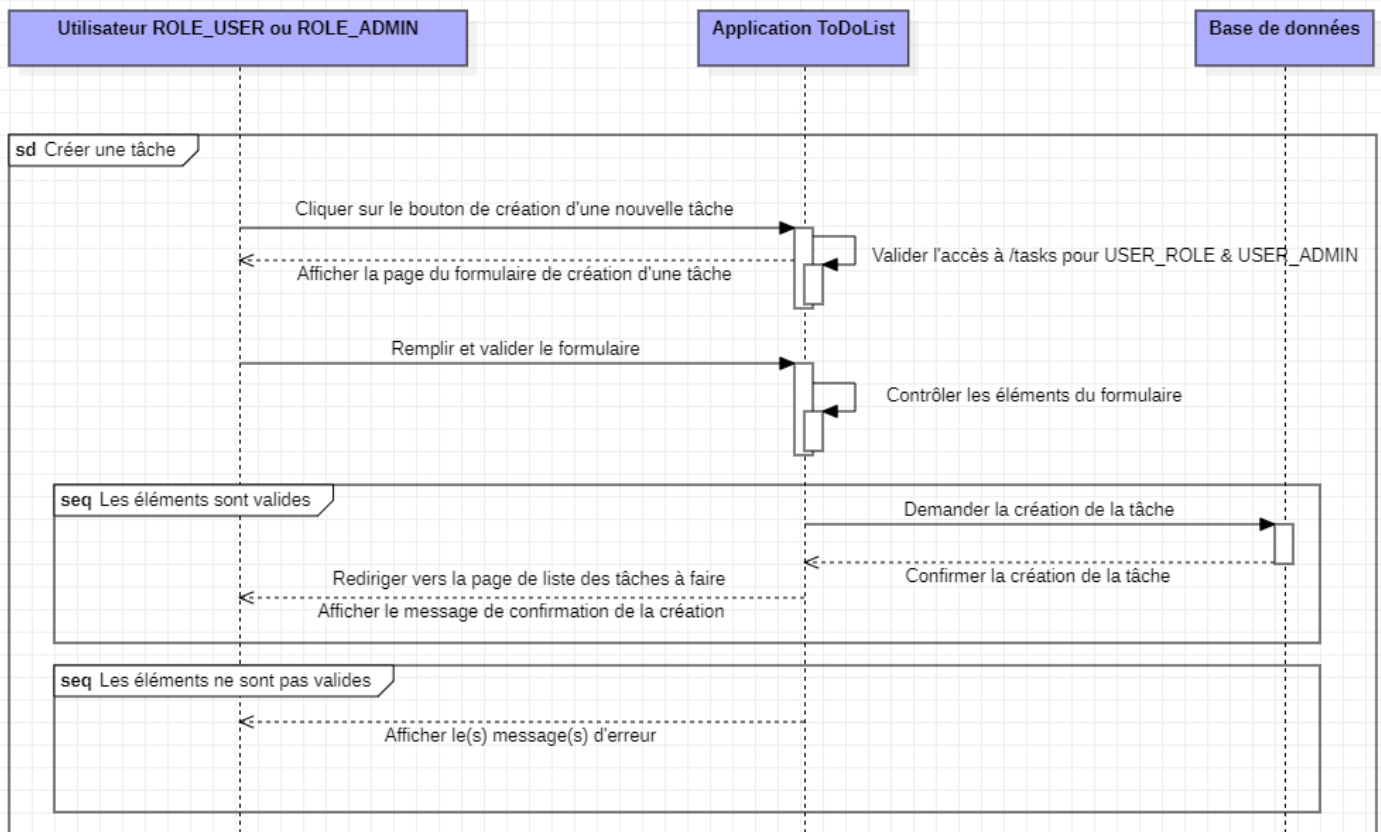 Utilisateur ROLE_USER ou ROLE_ADMIN
Application ToDoList
Base de données
sd Créer une tâche
Cliquer sur le bouton de création d'une nouvelle tâche
Valider l'accès à /tasks pour USER_ROLE & USER_ADMIN
Afficher la page du formulaire de création d'une tâche
Remplir et valider le formulaire
Contrôler les éléments du formulaire
seq Les éléments sont valides
Demander la création de la tâche
Confirmer la création de la tâche
Rediriger vers la page de liste des tâches à faire
Afficher le message de confirmation de la création
seq Les éléments ne sont pas valides
Afficher le(s) message(s) d'erreur